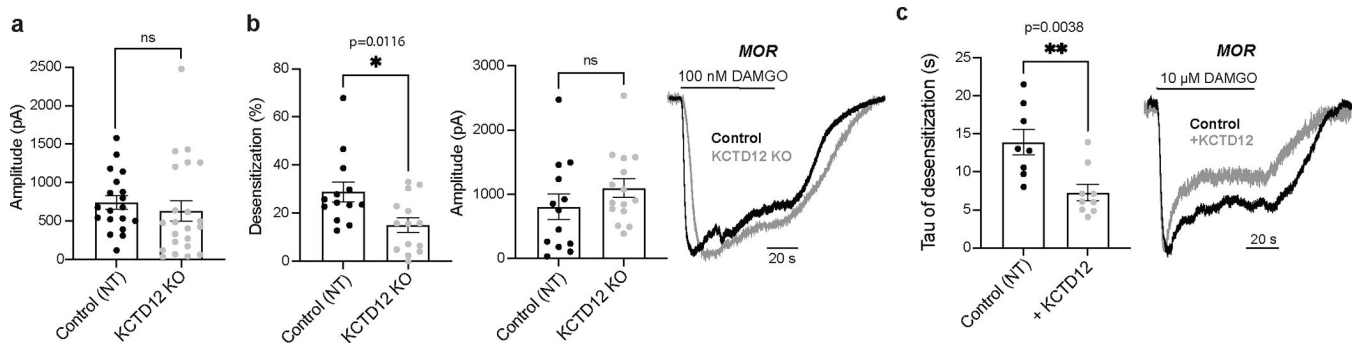 a
ns
Amplitude (pA)
2500
2000
1500
1000
500
0
Control (NT)
KCTD12 KO
b
p=0.0116
*
Desensitization (%)
80
60
40
20
0
Control (NT)
KCTD12 KO
ns
Amplitude (pA)
3000
2000
1000
0
Control (NT)
KCTD12 KO
MOR
100 nM DAMGO
Control
KCTD12 KO
20 s
c
p=0.0038
**
Tau of desensitization (s)
25
20
15
10
5
0
Control (NT)
+ KCTD12
MOR
10 µM DAMGO
Control
+KCTD12
20 s